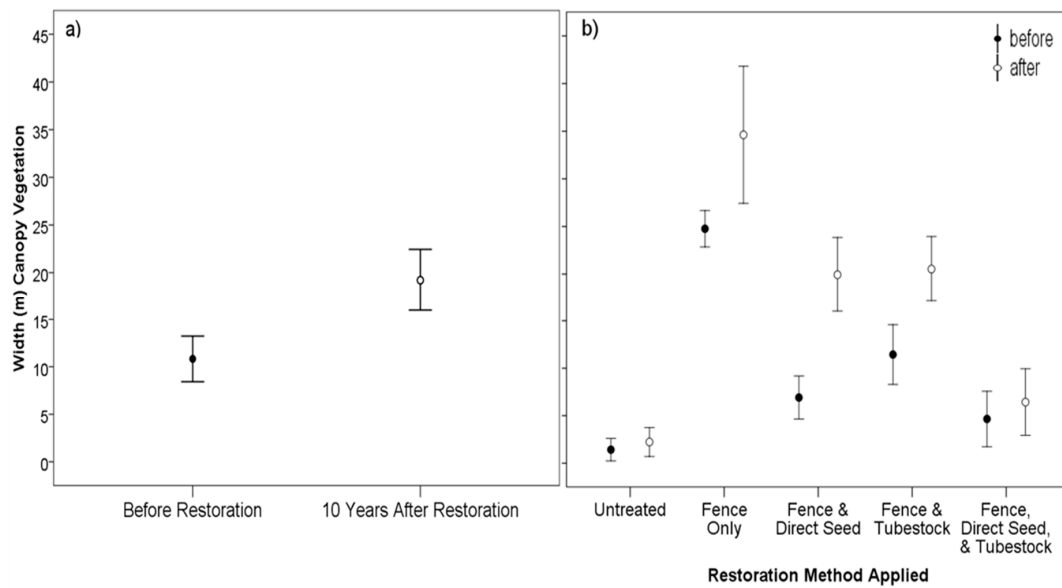 a)
45
40
35
30
25
20
15
10
5
0
Width (m) Canopy Vegetation
Before Restoration
10 Years After Restoration
b)
before
after
Untreated
Fence
Only
Fence &
Direct Seed
Fence &
Tubestock
Fence,
Direct Seed,
& Tubestock
Restoration Method Applied